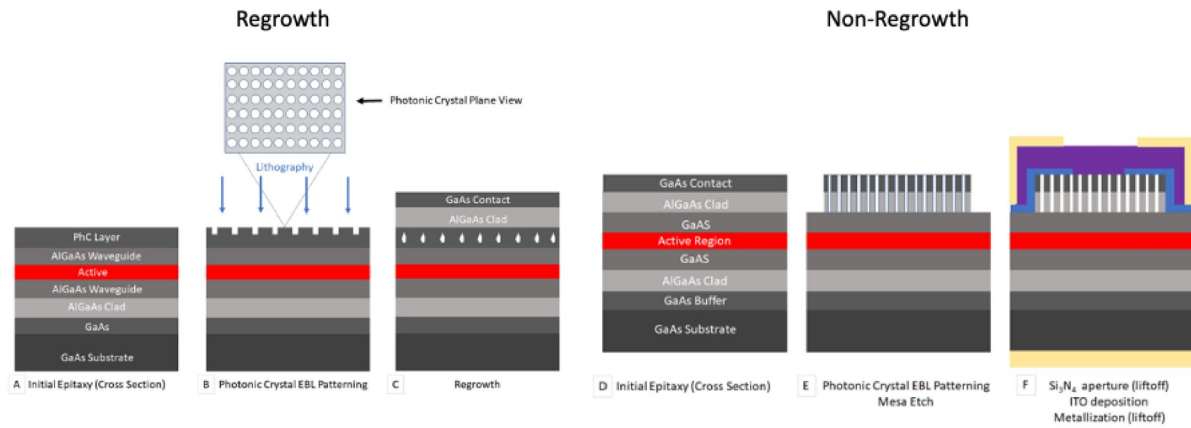 Regrowth
Non-Regrowth
Photonic Crystal Plane View
Lithography
PhC Layer
AlGaAs Waveguide
Active
AlGaAs Waveguide
AlGaAs Clad
GaAs
GaAs Substrate
GaAs Contact
AlGaAs Clad
A Initial Epitaxy (Cross Section)
B Photonic Crystal EBL Patterning
C Regrowth
GaAs Contact
AlGaAs Clad
GaAS
Active Region
GaAS
AlGaAs Clad
GaAs Buffer
GaAs Substrate
D Initial Epitaxy (Cross Section)
E Photonic Crystal EBL Patterning
Mesa Etch
F Si₃N₄ aperture (liftoff)
ITO deposition
Metallization (liftoff)